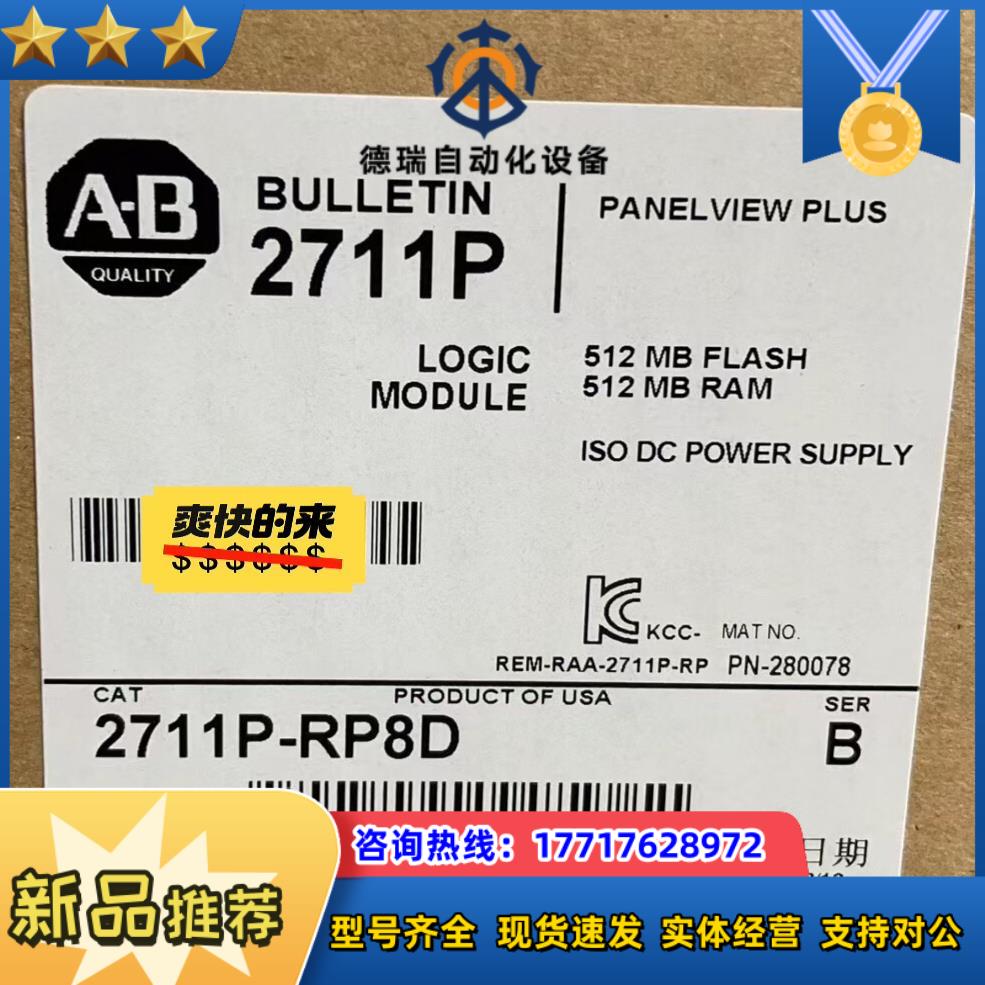 德瑞自动化设备
A-B
QUALITY
BULLETIN
2711P
PANELVIEW PLUS
LOGIC
MODULE
512 MB FLASH
512 MB RAM
ISO DC POWER SUPPLY
爽快的来
$$$$$$
KCC-
REM-RAA-2711P-RP
MAT NO.
PN-280078
CAT
PRODUCT OF USA
SER
2711P-RP8D
B
咨询热线：17717628972
日期
新品推荐
型号齐全 现货速发 实体经营 支持对公